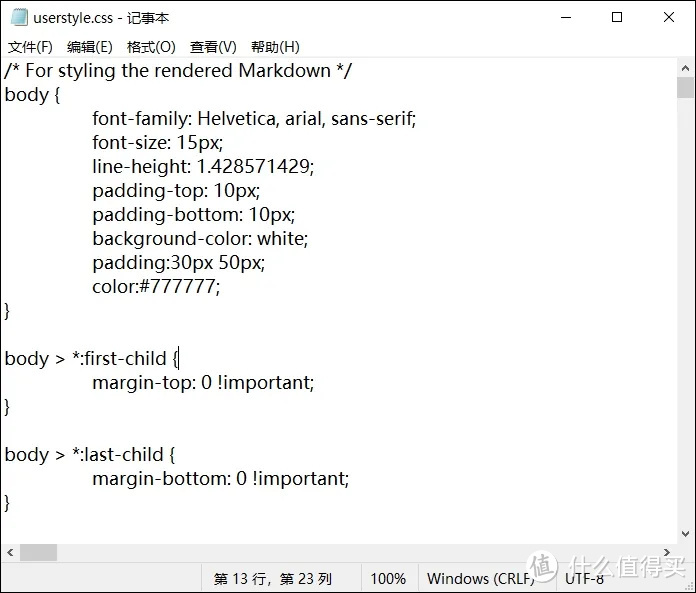 userstyle.css - 记事本
文件(F) 编辑(E) 格式(O) 查看(V) 帮助(H)
/* For styling the rendered Markdown */
body {
font-family: Helvetica, arial, sans-serif;
font-size: 15px;
line-height: 1.428571429;
padding-top: 10px;
padding-bottom: 10px;
background-color: white;
padding:30px 50px;
color:#777777;
}
body > *:first-child {
margin-top: 0 !important;
}
body > *:last-child {
margin-bottom: 0 !important;
}
第 13 行，第 23 列 100% Windows (CRLF) UTF-8
值 什么值得买